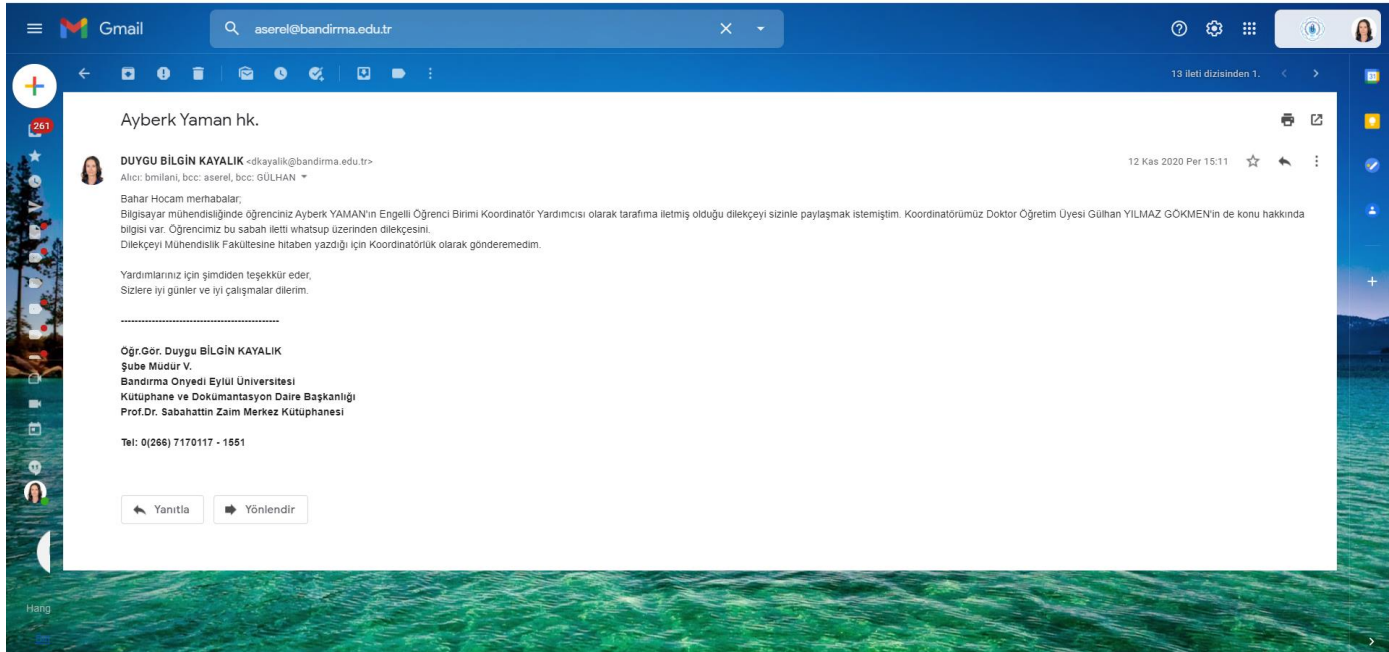 Gmail
aserel@bandirma.edu.tr
13 ileti dizisinden 1.
31
261
Ayberk Yaman hk.
DUYGU BİLGİN KAYALIK <dkayalik@bandirma.edu.tr>
12 Kas 2020 Per 15:11
Alıcı: bmilani, bcc: aserel, bcc: GÜLHAN
Bahar Hocam merhabalar;
Bilgisayar mühendisliğinde öğrenciniz Ayberk YAMAN'ın Engelli Öğrenci Birimi Koordinatör Yardımcısı olarak tarafıma iletmiş olduğu dilekçeyi sizinle paylaşmak istemiştim. Koordinatörümüz Doktor Öğretim Üyesi Gülhan YILMAZ GÖKMEN'in de konu hakkında
bilgisi var. Öğrencimiz bu sabah iletti whatsup üzerinden dilekçesini.
Dilekçeyi Mühendislik Fakültesine hitaben yazdığı için Koordinatörlük olarak gönderemedim.
Yardımlarınız için şimdiden teşekkür eder,
Sizlere iyi günler ve iyi çalışmalar dilerim.
----------------------------------------------
Öğr.Gör. Duygu BİLGİN KAYALIK
Şube Müdür V.
Bandırma Onyedi Eylül Üniversitesi
Kütüphane ve Dokümantasyon Daire Başkanlığı
Prof.Dr. Sabahattin Zaim Merkez Kütüphanesi
Tel: 0(266) 7170117 - 1551
Yanıtla
Yönlendir
Hang